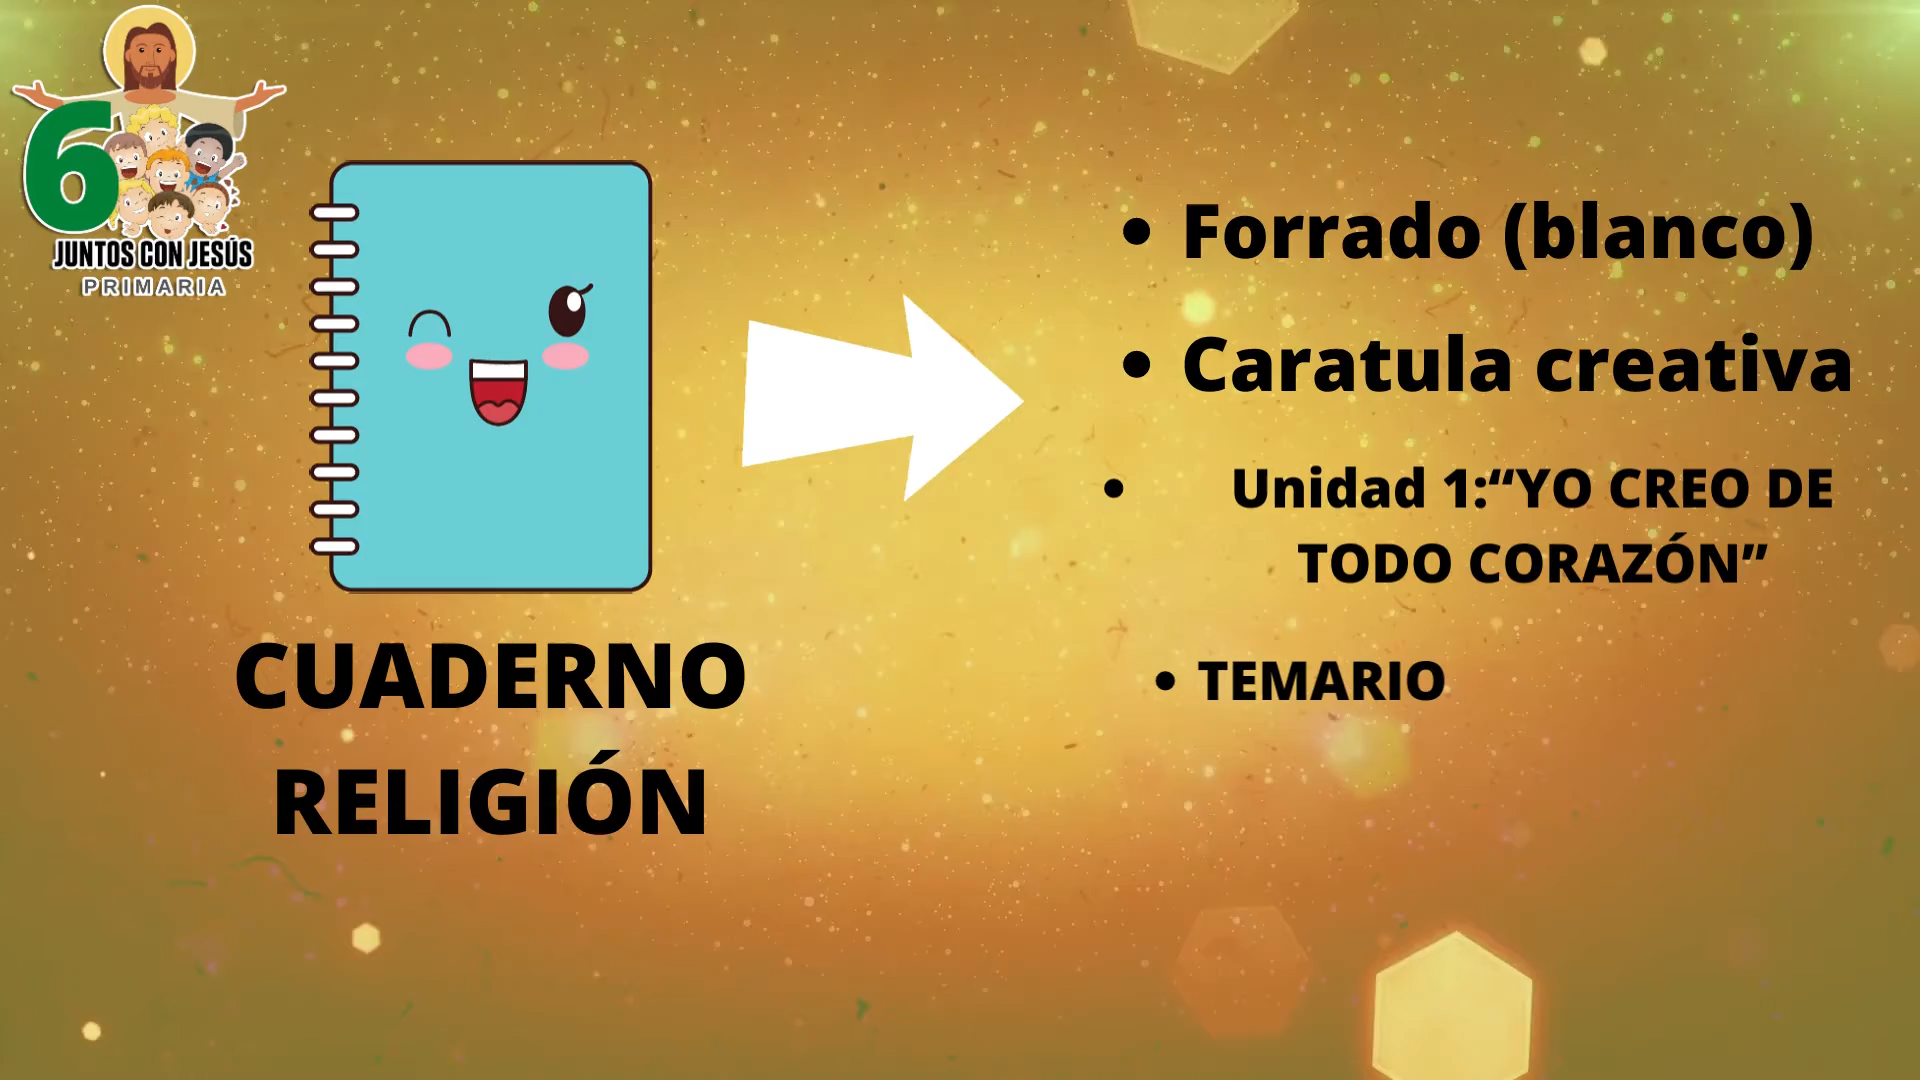 6
JUNTOS CON JESÚS
PRIMARIA
CUADERNO
RELIGIÓN
• Forrado (blanco)
• Caratula creativa
• Unidad 1:“YO CREO DE
TODO CORAZÓN”
• TEMARIO